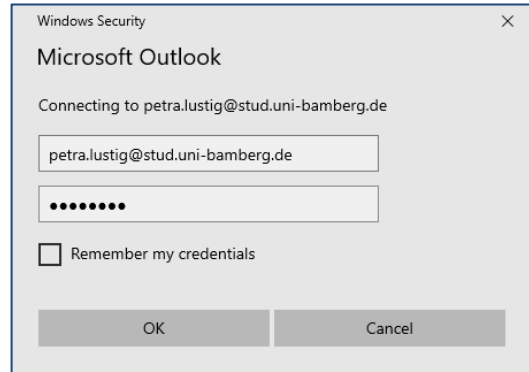 Windows Security
Microsoft Outlook
Connecting to petra.lustig@stud.uni-bamberg.de
petra.lustig@stud.uni-bamberg.de
••••••••
Remember my credentials
OK Cancel